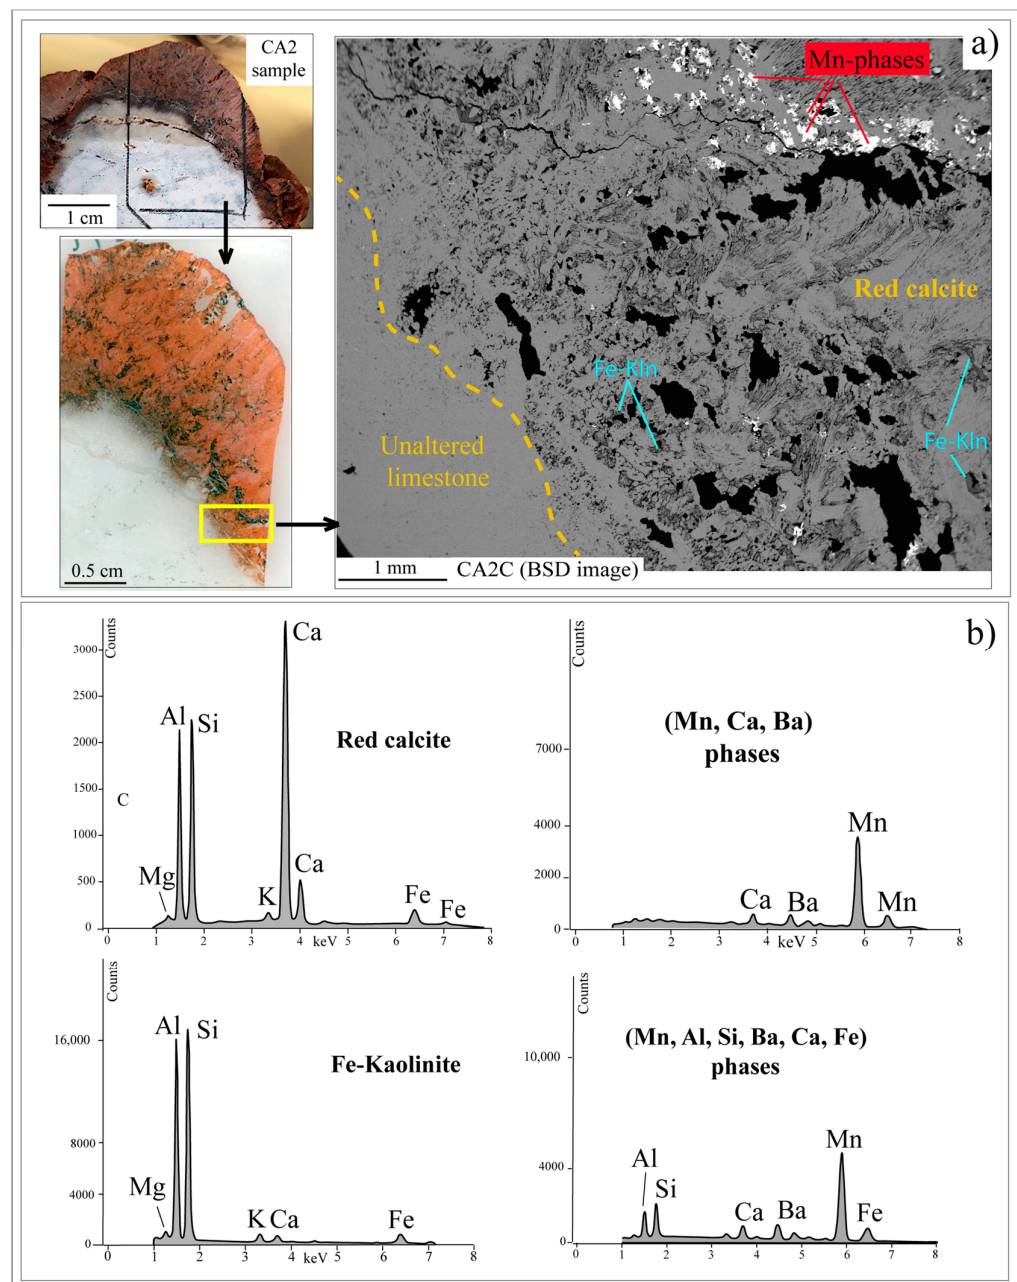 a)
CA2
sample
1 cm
0.5 cm
Mn-phases
Red calcite
Fe-Kln
Fe-Kln
Unaltered
limestone
1 mm
CA2C (BSD image)
b)
Counts
3000
2500
2000
1500
1000
500
0
Ca
Al
Si
Red calcite
C
Mg
K
Ca
Fe
Fe
0 1 2 3 keV 4 5 6 7 8
Counts
7000
4000
2000
0
(Mn, Ca, Ba)
phases
Mn
Ca
Ba
Mn
0 1 2 3 4 keV 5 6 7 8
Counts
16,000
8000
4000
0
Al
Si
Fe-Kaolinite
Mg
K
Ca
Fe
0 1 2 3 4 keV 5 6 7 8
Counts
10,000
4000
0
(Mn, Al, Si, Ba, Ca, Fe)
phases
Mn
Al
Si
Ca
Ba
Fe
0 1 2 3 4 keV 5 6 7 8